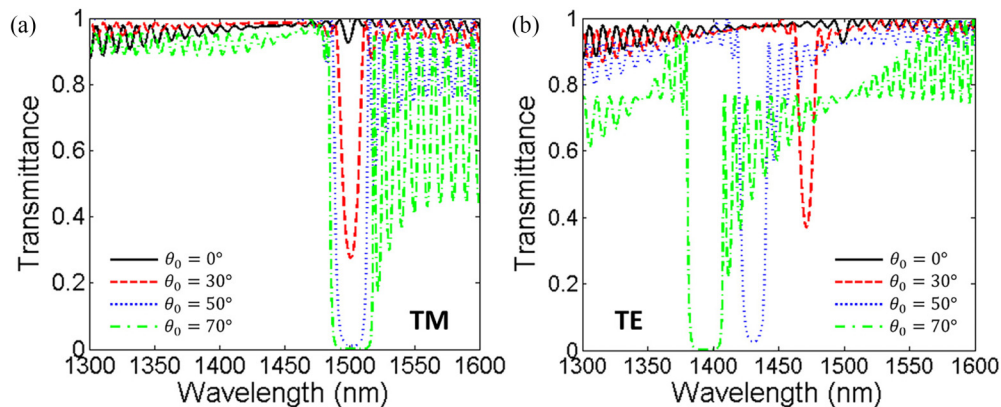 (a)
Transmittance
1
0.8
0.6
0.4
0.2
0
θ₀ = 0°
θ₀ = 30°
θ₀ = 50°
θ₀ = 70°
TM
1300 1350 1400 1450 1500 1550 1600
Wavelength (nm)
(b)
Transmittance
1
0.8
0.6
0.4
0.2
0
θ₀ = 0°
θ₀ = 30°
θ₀ = 50°
θ₀ = 70°
TE
1300 1350 1400 1450 1500 1550 1600
Wavelength (nm)